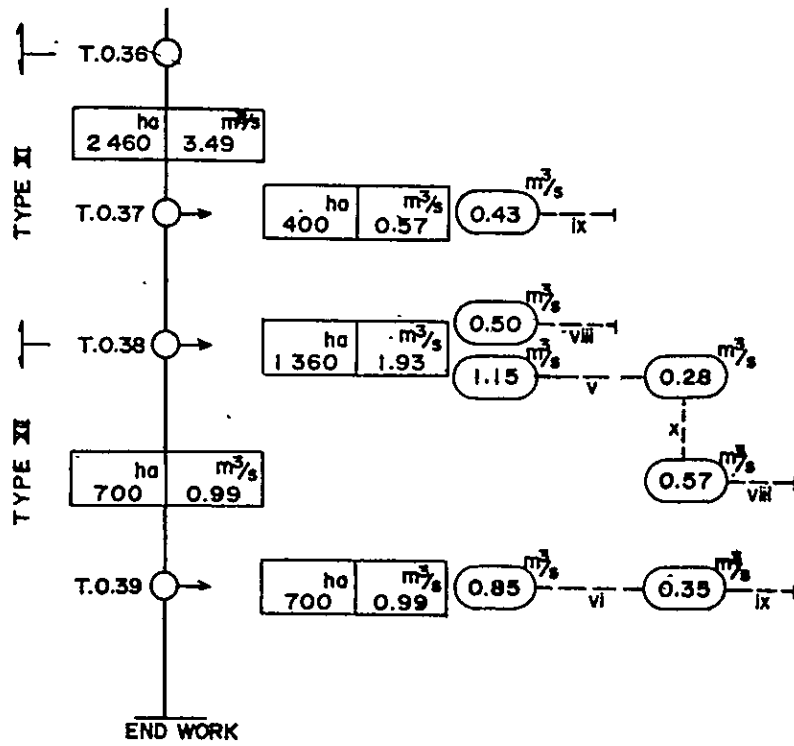 T.0.36
ha m³/s
2 460 3.49
TYPE XI
T.0.37
ha m³/s
400 0.57
m³/s
0.43
ix
T.0.38
ha m³/s
1 360 1.93
m³/s
0.50
viii
m³/s
1.15
v
m³/s
0.28
x
m³/s
0.57
viii
TYPE XII
ha m³/s
700 0.99
T.0.39
ha m³/s
700 0.99
m³/s
0.85
vi
m³/s
0.35
ix
END WORK